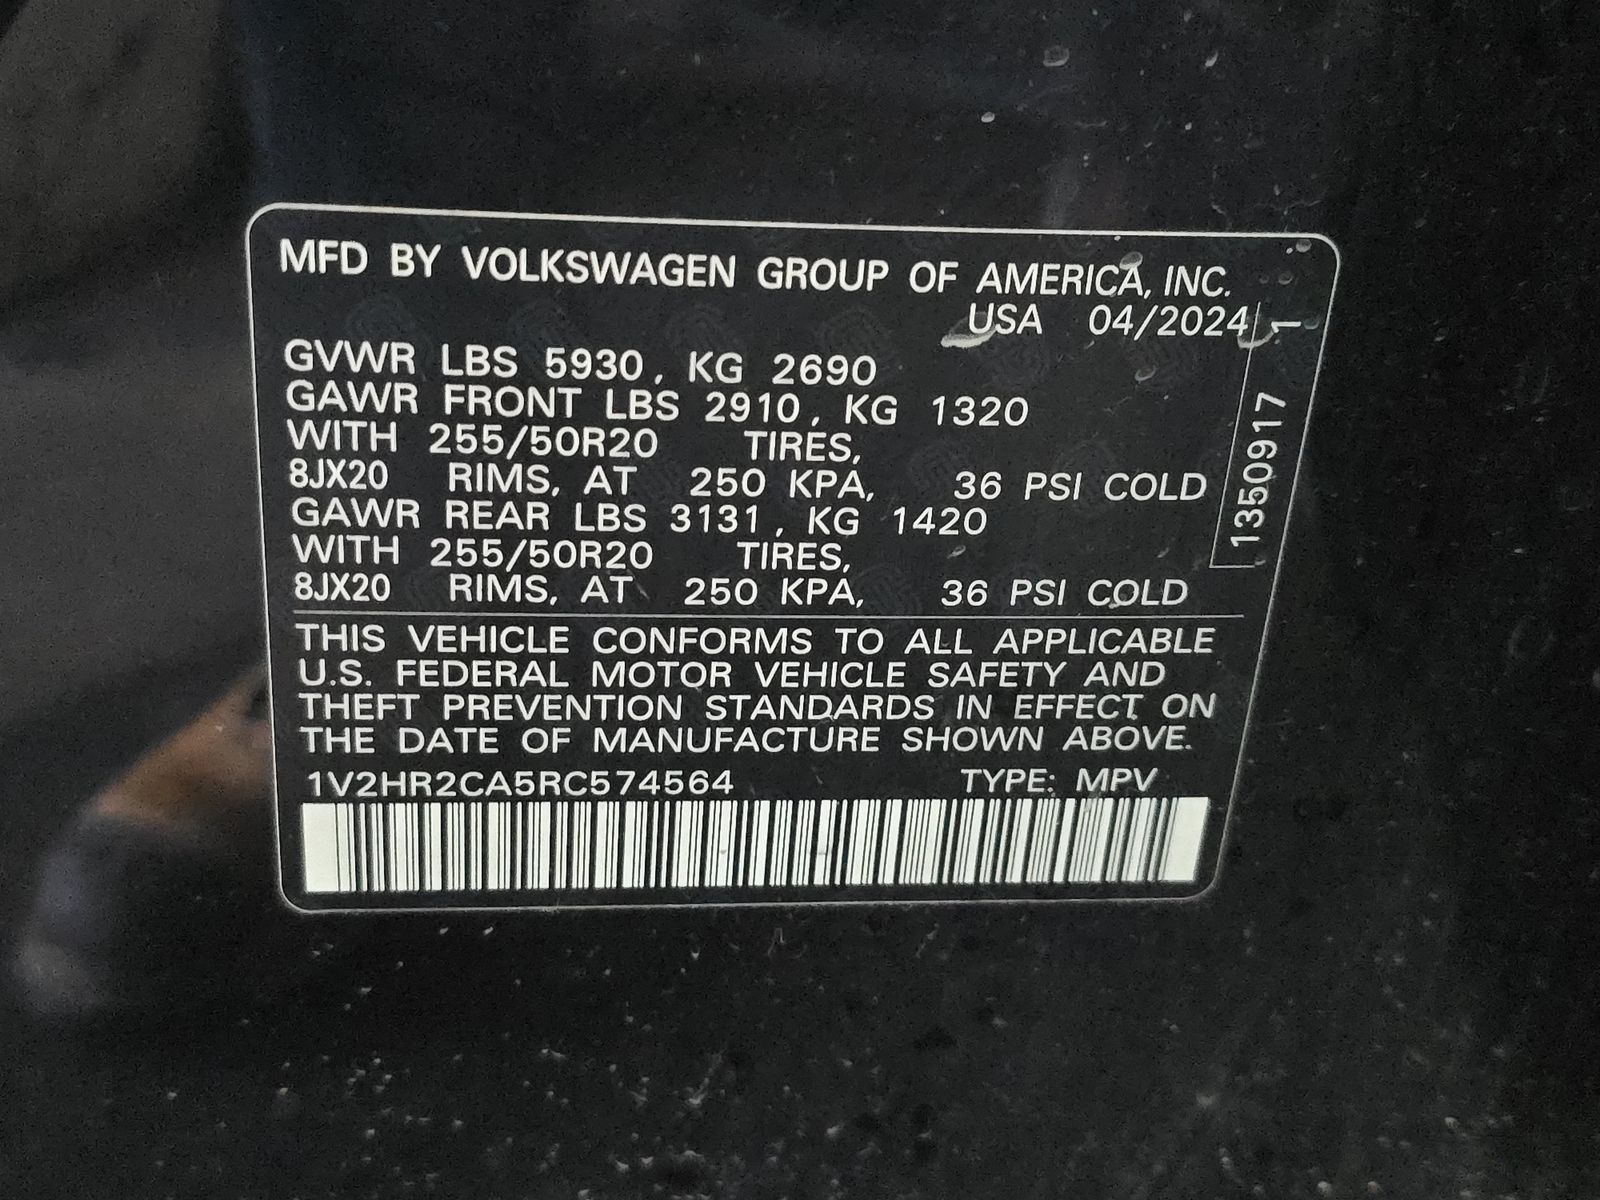 MFD BY VOLKSWAGEN GROUP OF AMERICA, INC.
USA 04/2024
GVWR LBS 5930, KG 2690
GAWR FRONT LBS 2910, KG 1320
WITH 255/50R20 TIRES,
8JX20 RIMS, AT 250 KPA, 36 PSI COLD
GAWR REAR LBS 3131, KG 1420
WITH 255/50R20 TIRES,
8JX20 RIMS, AT 250 KPA, 36 PSI COLD
THIS VEHICLE CONFORMS TO ALL APPLICABLE
U.S. FEDERAL MOTOR VEHICLE SAFETY AND
THEFT PREVENTION STANDARDS IN EFFECT ON
THE DATE OF MANUFACTURE SHOWN ABOVE.
1V2HR2CA5RC574564 TYPE: MPV
1350917 1